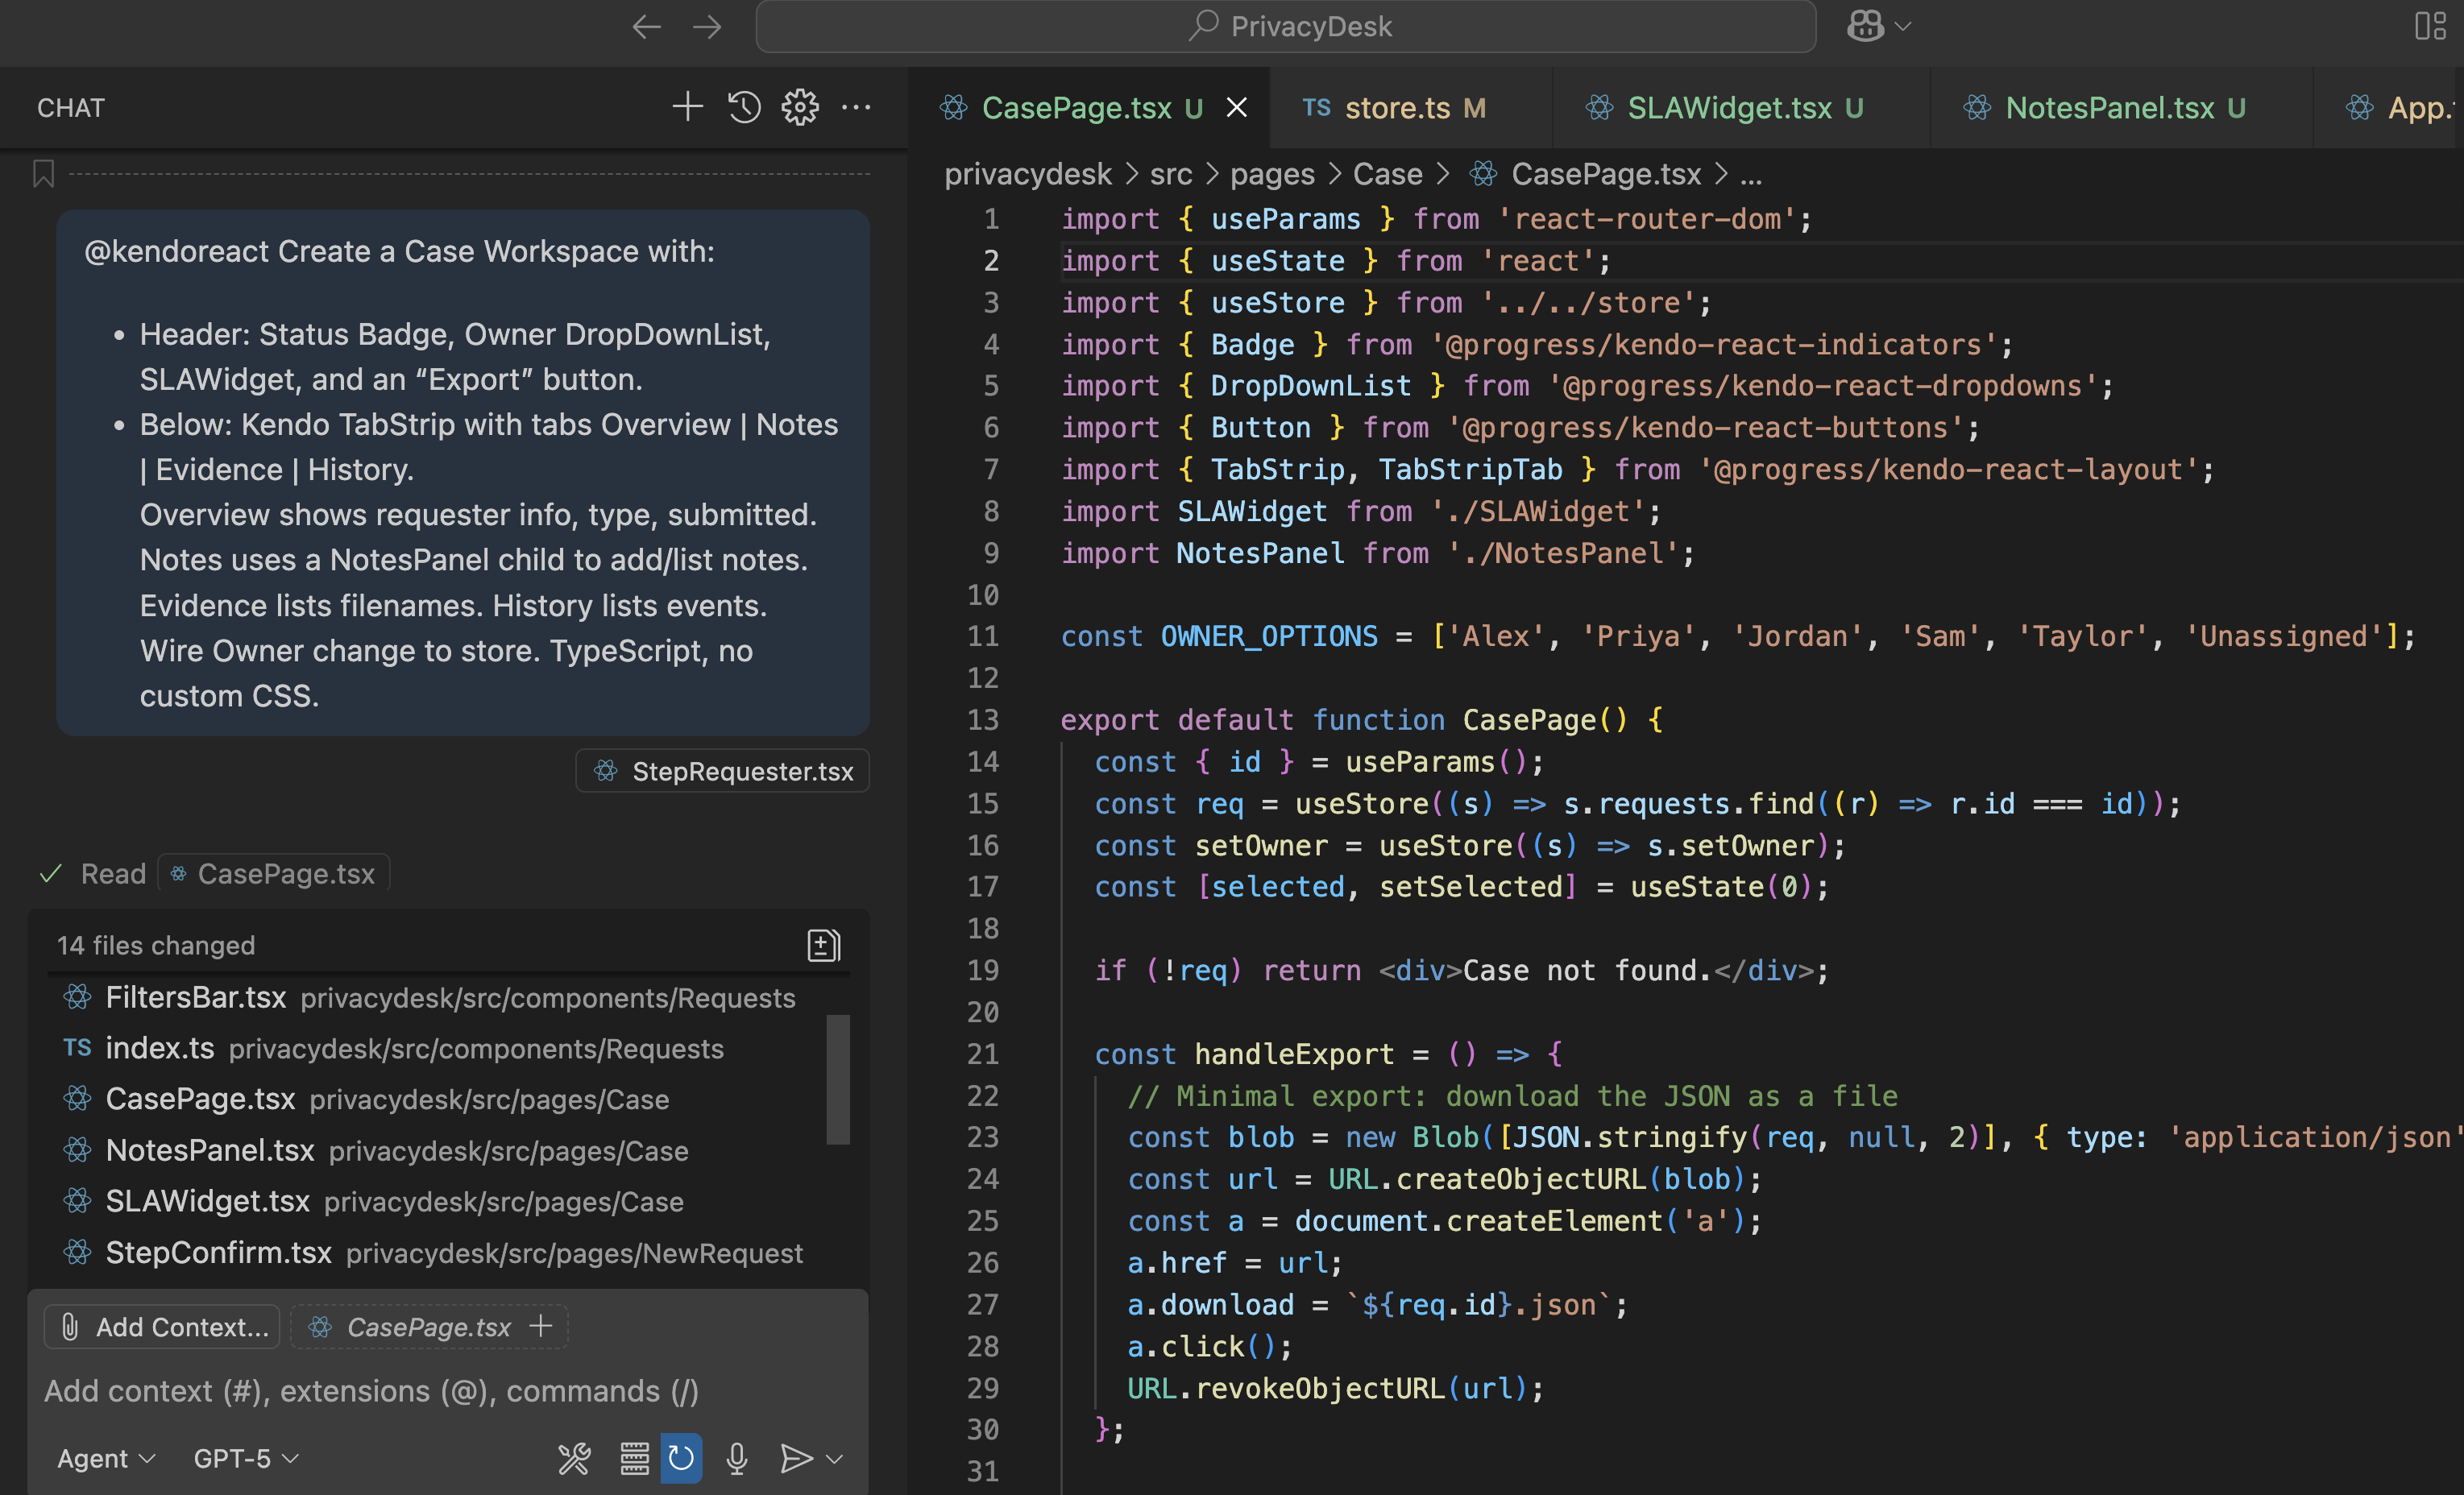 PrivacyDesk
CHAT
@kendoreact Create a Case Workspace with:
• Header: Status Badge, Owner DropDownList,
SLAWidget, and an “Export” button.
• Below: Kendo TabStrip with tabs Overview | Notes
| Evidence | History.
Overview shows requester info, type, submitted.
Notes uses a NotesPanel child to add/list notes.
Evidence lists filenames. History lists events.
Wire Owner change to store. TypeScript, no
custom CSS.
StepRequester.tsx
Read CasePage.tsx
14 files changed
FiltersBar.tsx privacydesk/src/components/Requests
TS index.ts privacydesk/src/components/Requests
CasePage.tsx privacydesk/src/pages/Case
NotesPanel.tsx privacydesk/src/pages/Case
SLAWidget.tsx privacydesk/src/pages/Case
StepConfirm.tsx privacydesk/src/pages/NewRequest
Add Context... CasePage.tsx
Add context (#), extensions (@), commands (/)
Agent GPT-5
CasePage.tsx U TS store.ts M SLAWidget.tsx U NotesPanel.tsx U App.
privacydesk > src > pages > Case > CasePage.tsx > ...
1 import { useParams } from 'react-router-dom';
2 import { useState } from 'react';
3 import { useStore } from '../../store';
4 import { Badge } from '@progress/kendo-react-indicators';
5 import { DropDownList } from '@progress/kendo-react-dropdowns';
6 import { Button } from '@progress/kendo-react-buttons';
7 import { TabStrip, TabStripTab } from '@progress/kendo-react-layout';
8 import SLAWidget from './SLAWidget';
9 import NotesPanel from './NotesPanel';
10
11 const OWNER_OPTIONS = ['Alex', 'Priya', 'Jordan', 'Sam', 'Taylor', 'Unassigned'];
12
13 export default function CasePage() {
14 const { id } = useParams();
15 const req = useStore((s) => s.requests.find((r) => r.id === id));
16 const setOwner = useStore((s) => s.setOwner);
17 const [selected, setSelected] = useState(0);
18
19 if (!req) return <div>Case not found.</div>;
20
21 const handleExport = () => {
22 // Minimal export: download the JSON as a file
23 const blob = new Blob([JSON.stringify(req, null, 2)], { type: 'application/json'
24 const url = URL.createObjectURL(blob);
25 const a = document.createElement('a');
26 a.href = url;
27 a.download = `${req.id}.json`;
28 a.click();
29 URL.revokeObjectURL(url);
30 };
31